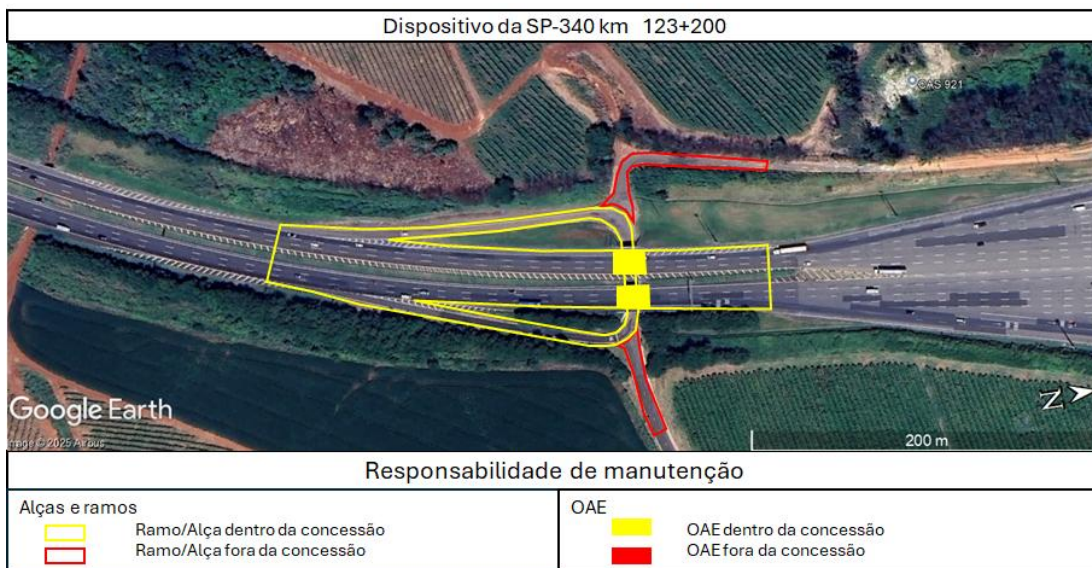 Dispositivo da SP-340 km 123+200
CAS 921
Google Earth
Image © 2025 Airbus
N
200 m
Responsabilidade de manutenção
Alças e ramos
Ramo/Alça dentro da concessão
Ramo/Alça fora da concessão
OAE
OAE dentro da concessão
OAE fora da concessão